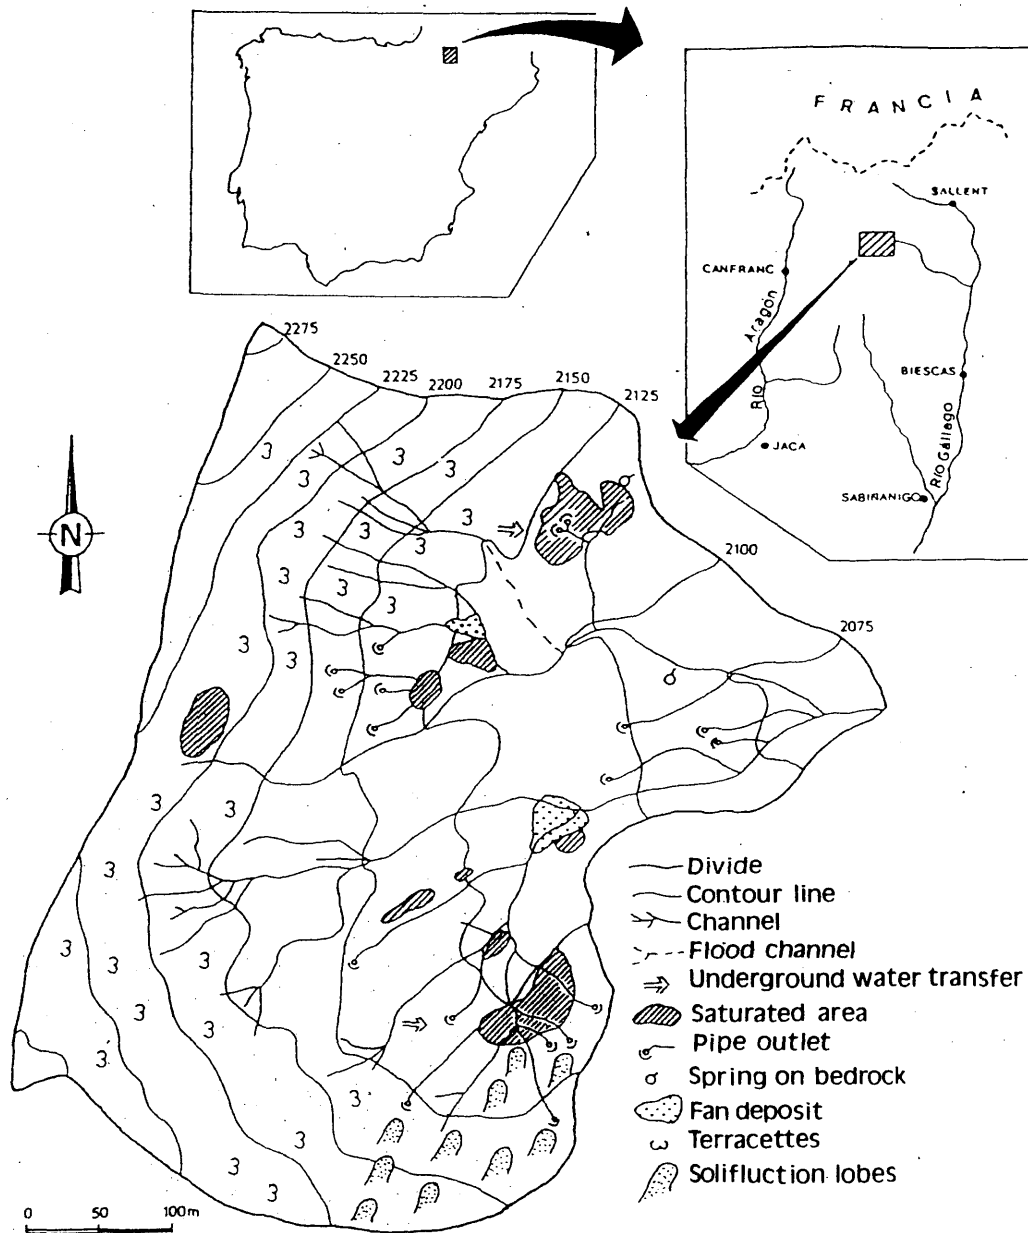 FRANCIA
SALLENT
CANFRANC
Río Aragón
BIESCAS
Río Gállago
JACA
SABIÑANIGO
2275
2250
2225
2200
2175
2150
2125
2100
2075
N
Divide
Contour line
Channel
Flood channel
Underground water transfer
Saturated area
Pipe outlet
Spring on bedrock
Fan deposit
Terracettes
Solifluction lobes
0 50 100m